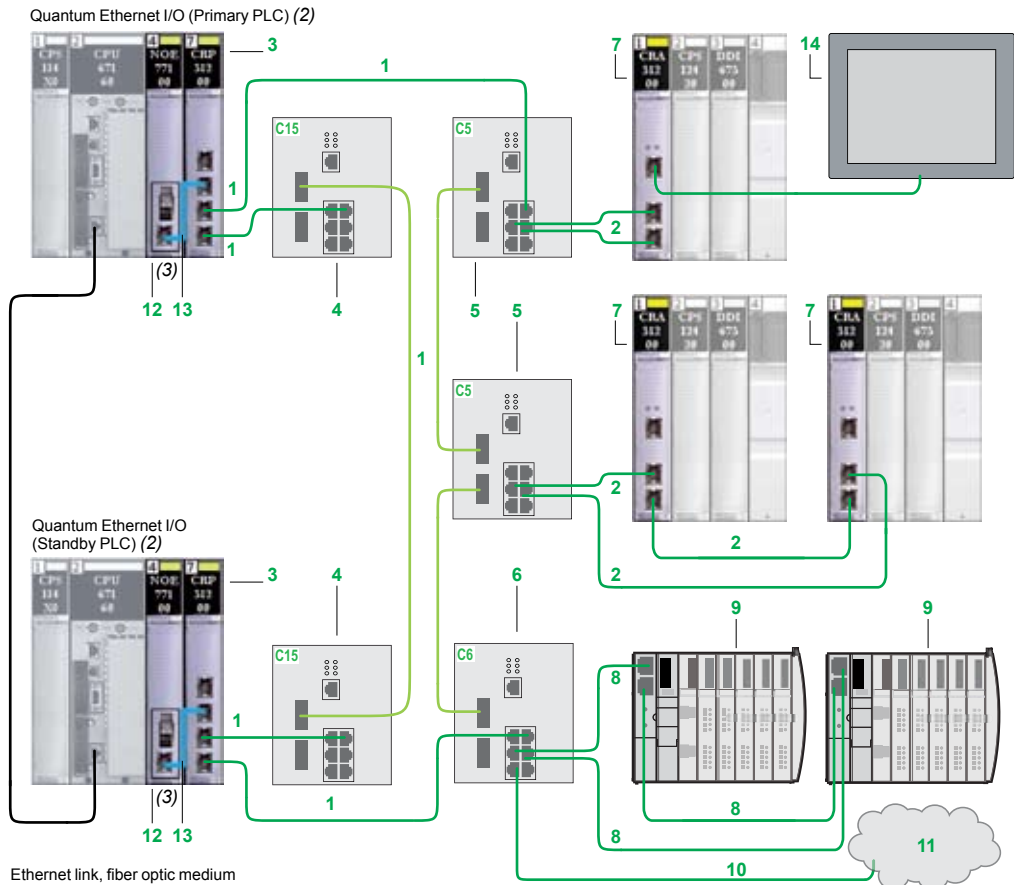 Quantum Ethernet I/O (Primary PLC) (2)
1 2 4 7
CPS CPU NOE CRP
114 671 771 312
X0 60 00 00
3
1
1
1
(3)
12 13
C15
4
C5
5
2
7
1 2 3 4
CRA CPS DDI
312 124 675
00 20 00
14
1
5
C5
2
7
1 2 3 4
CRA CPS DDI
312 124 675
00 20 00
7
1 2 3 4
CRA CPS DDI
312 124 675
00 20 00
2
2
Quantum Ethernet I/O
(Standby PLC) (2)
1 2 4 7
CPS CPU NOE CRP
114 671 771 312
X0 60 00 00
3
1
(3)
12 13
4
C15
1
6
C6
8
9
9
8
8
10
11
Ethernet link, fiber optic medium